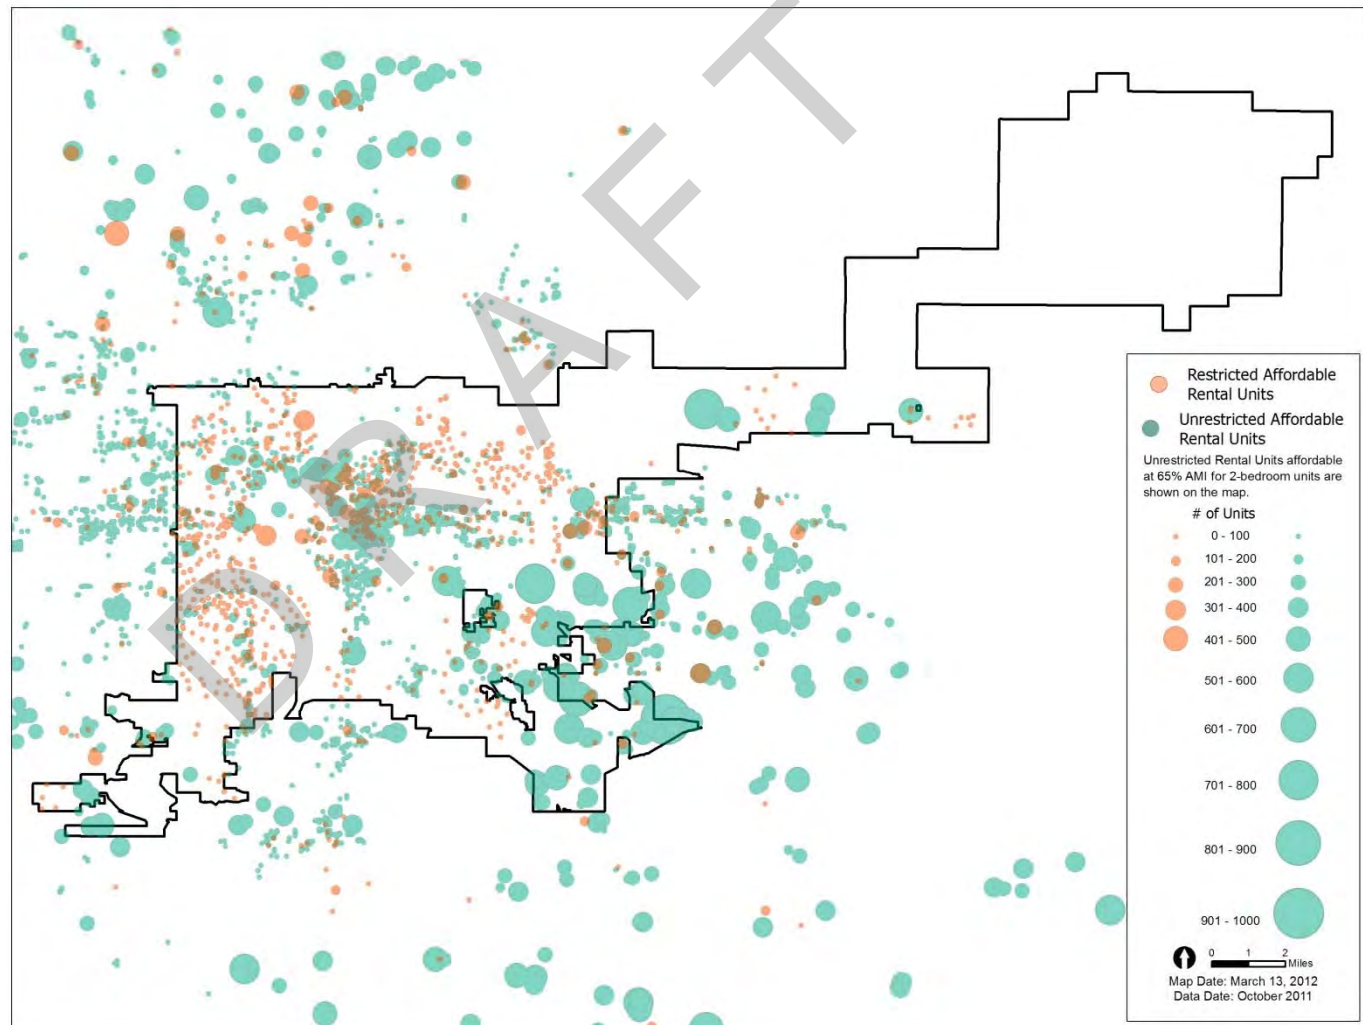 DRAFT
Restricted Affordable
Rental Units
Unrestricted Affordable
Rental Units
Unrestricted Rental Units affordable
at 65% AMI for 2-bedroom units are
shown on the map.
# of Units
0 - 100
101 - 200
201 - 300
301 - 400
401 - 500
501 - 600
601 - 700
701 - 800
801 - 900
901 - 1000
0 1 2
Miles
Map Date: March 13, 2012
Data Date: October 2011